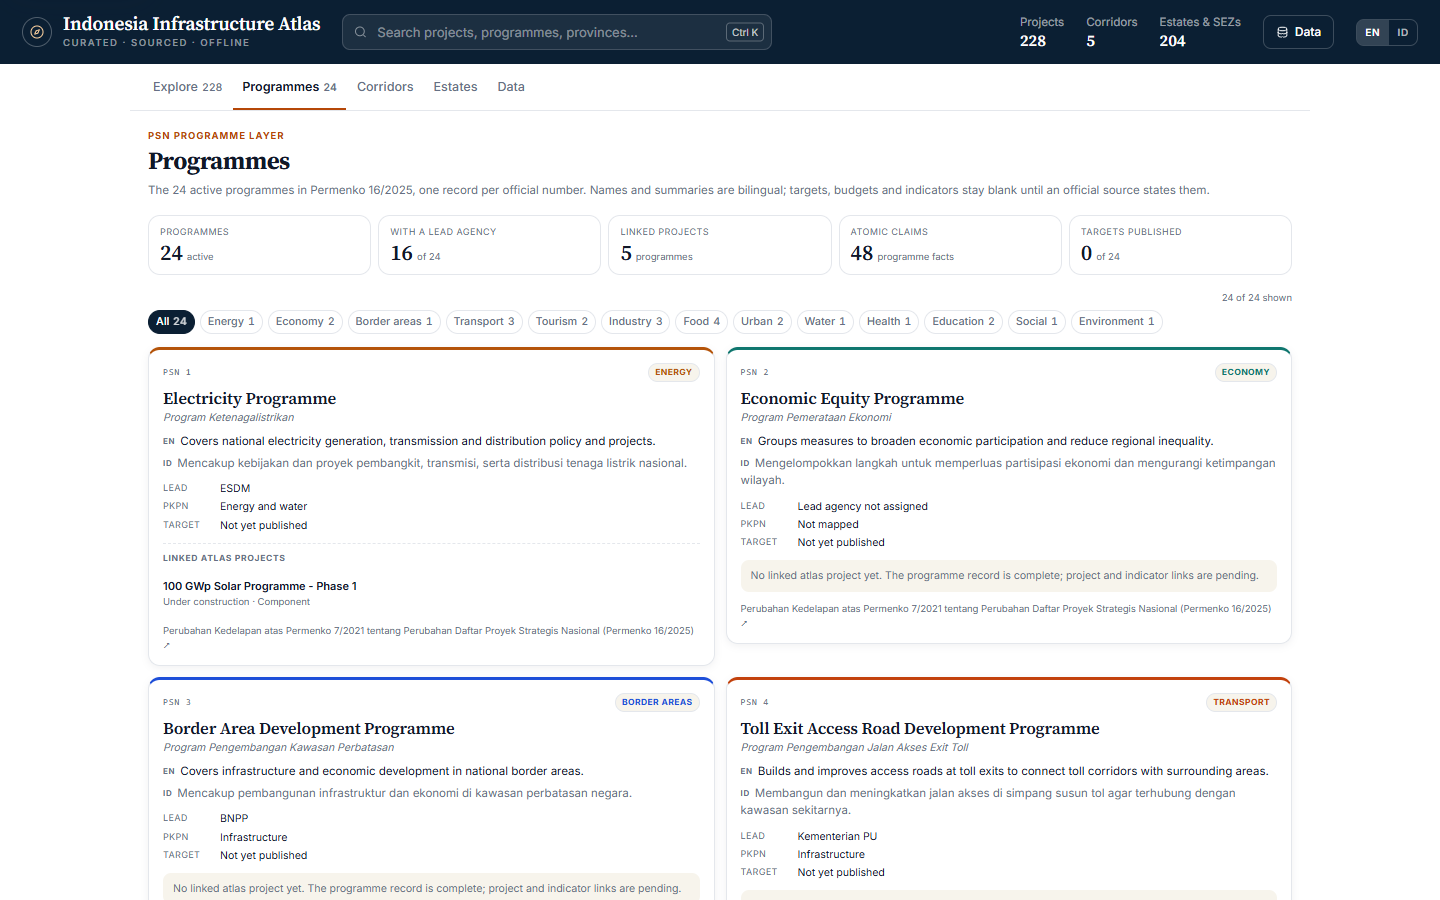 Indonesia Infrastructure Atlas
CURATED · SOURCED · OFFLINE
Search projects, programmes, provinces...
Ctrl K
Projects
228
Corridors
5
Estates & SEZs
204
Data
EN
ID
Explore 228
Programmes 24
Corridors
Estates
Data
PSN PROGRAMME LAYER
Programmes
The 24 active programmes in Permenko 16/2025, one record per official number. Names and summaries are bilingual; targets, budgets and indicators stay blank until an official source states them.
PROGRAMMES
24 active
WITH A LEAD AGENCY
16 of 24
LINKED PROJECTS
5 programmes
ATOMIC CLAIMS
48 programme facts
TARGETS PUBLISHED
0 of 24
24 of 24 shown
All 24
Energy 1
Economy 2
Border areas 1
Transport 3
Tourism 2
Industry 3
Food 4
Urban 2
Water 1
Health 1
Education 2
Social 1
Environment 1
PSN 1
ENERGY
Electricity Programme
Program Ketenagalistrikan
EN Covers national electricity generation, transmission and distribution policy and projects.
ID Mencakup kebijakan dan proyek pembangkit, transmisi, serta distribusi tenaga listrik nasional.
LEAD ESDM
PKPN Energy and water
TARGET Not yet published
LINKED ATLAS PROJECTS
100 GWp Solar Programme - Phase 1
Under construction · Component
Perubahan Kedelapan atas Permenko 7/2021 tentang Perubahan Daftar Proyek Strategis Nasional (Permenko 16/2025)
↗
PSN 2
ECONOMY
Economic Equity Programme
Program Pemerataan Ekonomi
EN Groups measures to broaden economic participation and reduce regional inequality.
ID Mengelompokkan langkah untuk memperluas partisipasi ekonomi dan mengurangi ketimpangan
wilayah.
LEAD Lead agency not assigned
PKPN Not mapped
TARGET Not yet published
No linked atlas project yet. The programme record is complete; project and indicator links are pending.
Perubahan Kedelapan atas Permenko 7/2021 tentang Perubahan Daftar Proyek Strategis Nasional (Permenko 16/2025)
↗
PSN 3
BORDER AREAS
Border Area Development Programme
Program Pengembangan Kawasan Perbatasan
EN Covers infrastructure and economic development in national border areas.
ID Mencakup pembangunan infrastruktur dan ekonomi di kawasan perbatasan negara.
LEAD BNPP
PKPN Infrastructure
TARGET Not yet published
No linked atlas project yet. The programme record is complete; project and indicator links are pending.
PSN 4
TRANSPORT
Toll Exit Access Road Development Programme
Program Pengembangan Jalan Akses Exit Toll
EN Builds and improves access roads at toll exits to connect toll corridors with surrounding areas.
ID Membangun dan meningkatkan jalan akses di simpang susun tol agar terhubung dengan
kawasan sekitarnya.
LEAD Kementerian PU
PKPN Infrastructure
TARGET Not yet published